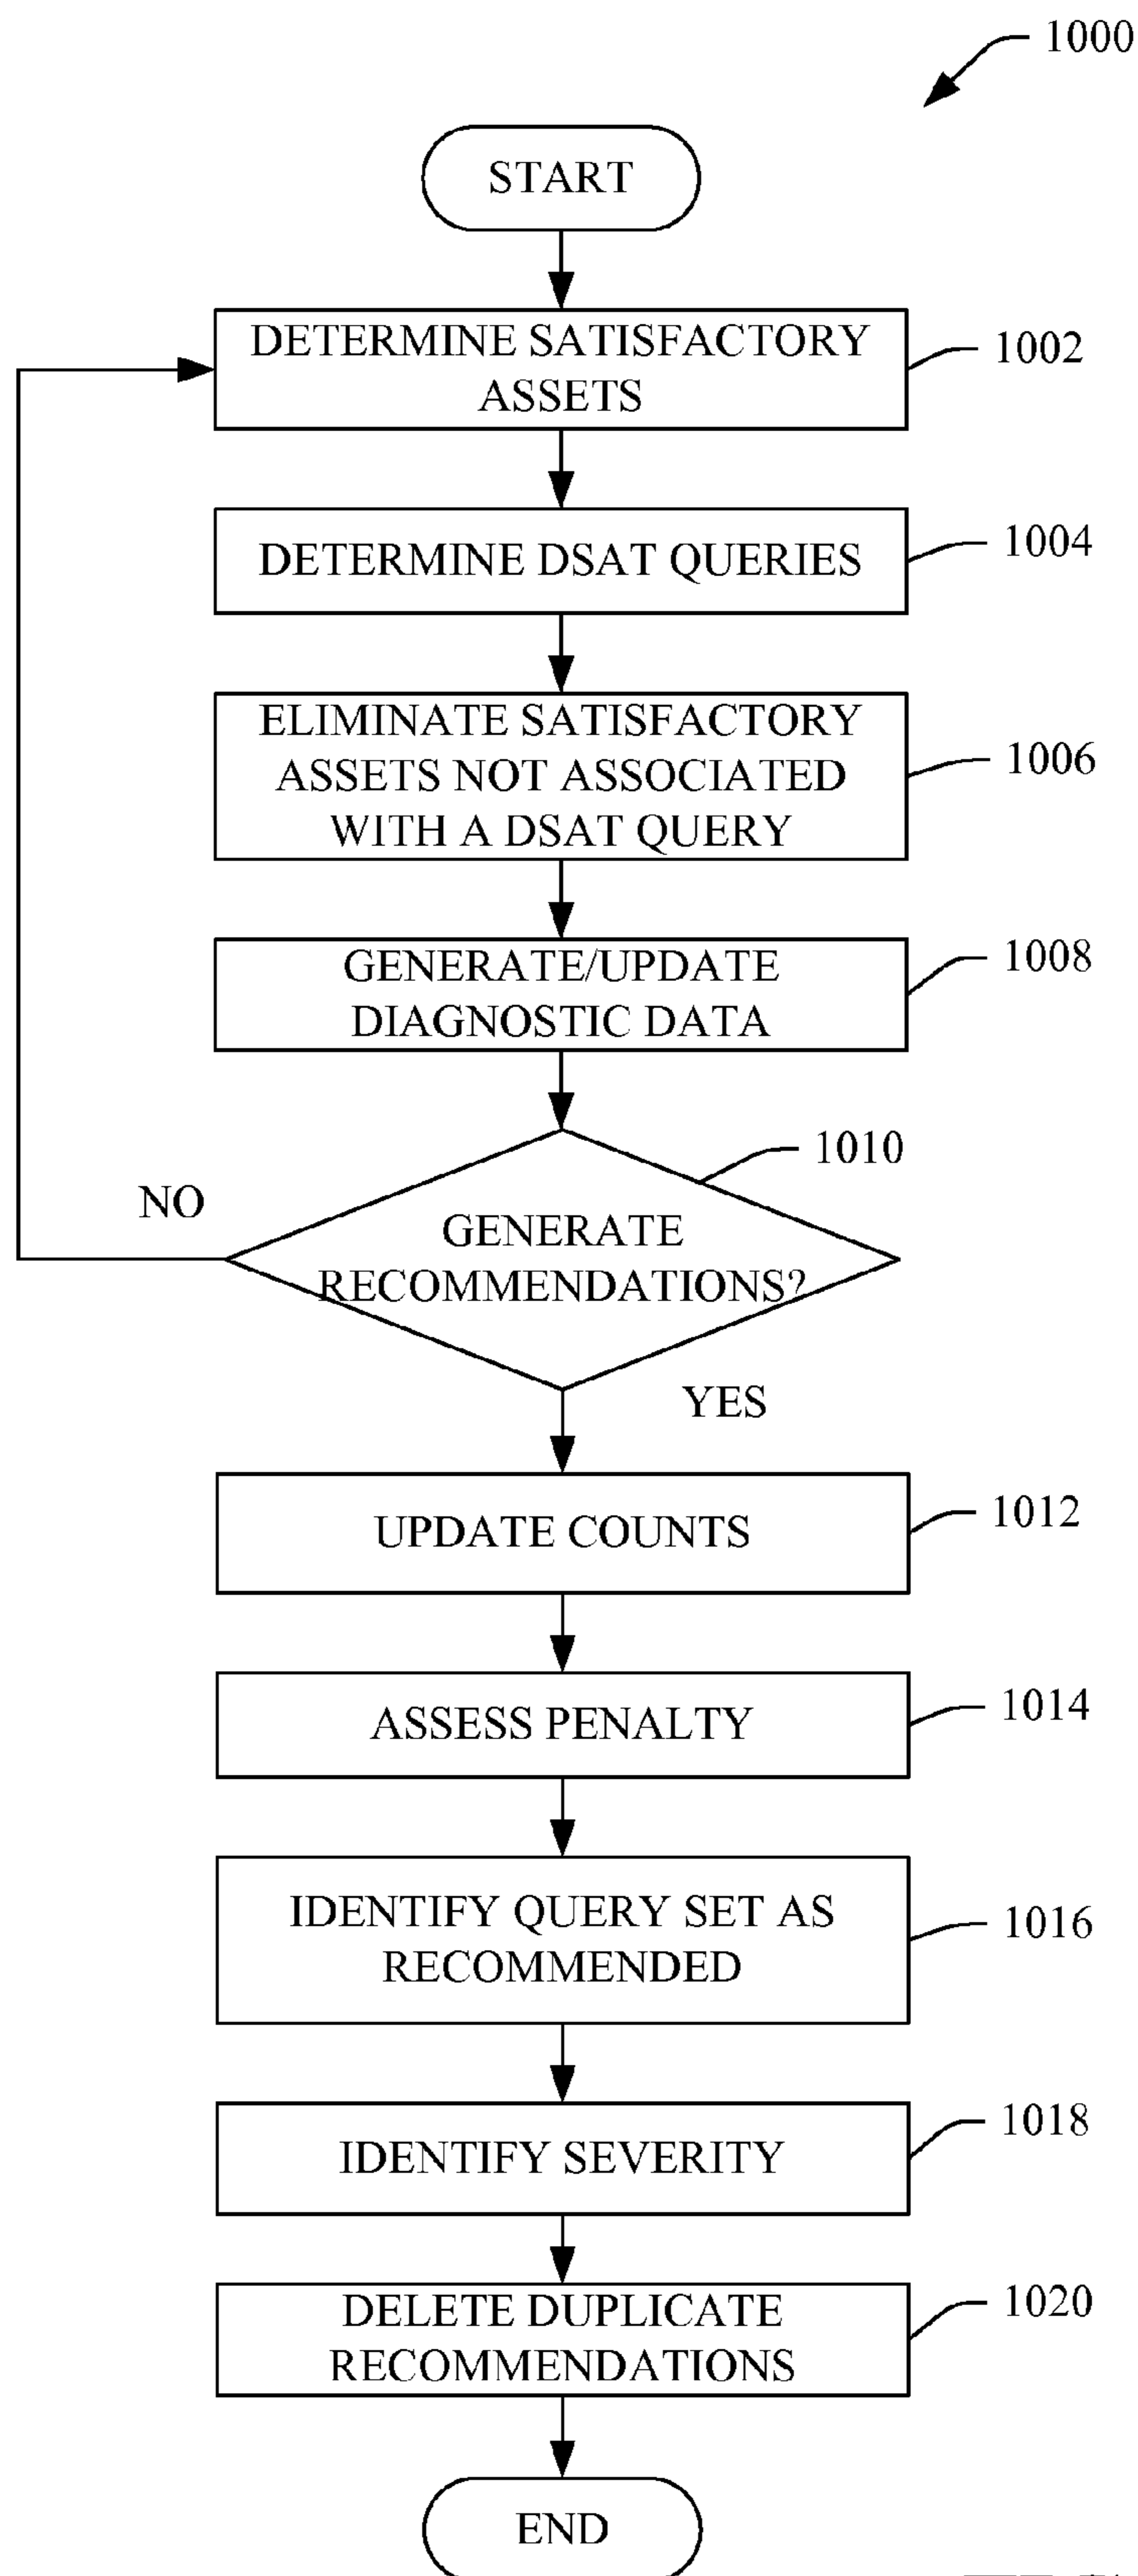 1000
START
DETERMINE SATISFACTORY
ASSETS
1002
DETERMINE DSAT QUERIES
1004
ELIMINATE SATISFACTORY
ASSETS NOT ASSOCIATED
WITH A DSAT QUERY
1006
GENERATE/UPDATE
DIAGNOSTIC DATA
1008
1010
NO
GENERATE
RECOMMENDATIONS?
YES
UPDATE COUNTS
1012
ASSESS PENALTY
1014
IDENTIFY QUERY SET AS
RECOMMENDED
1016
IDENTIFY SEVERITY
1018
DELETE DUPLICATE
RECOMMENDATIONS
1020
END